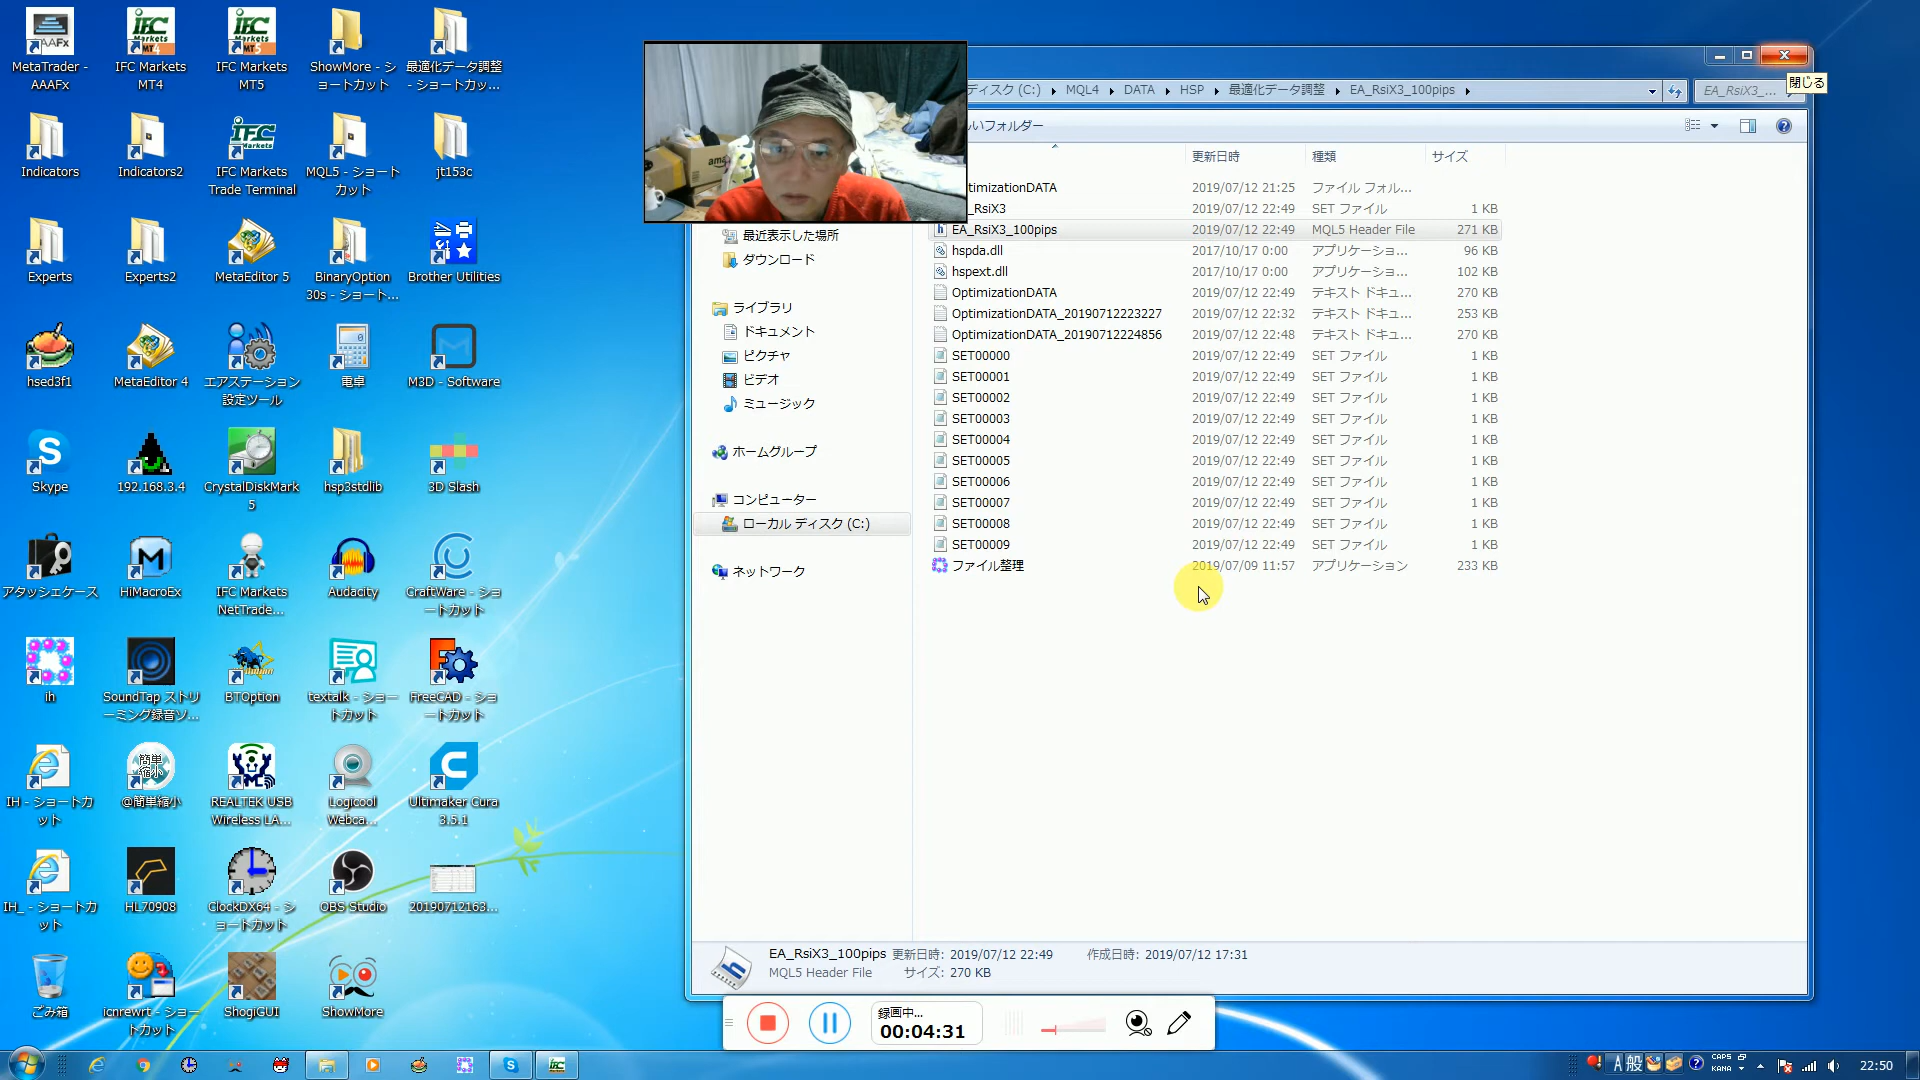 MetaTrader -
AAAFx
IFC Markets
MT4
IFC Markets
MT5
ShowMore - シ
ョートカット
最適化データ調整
- ショートカッ...
Indicators
Indicators2
IFC Markets
Trade Terminal
MQL5 - ショート
カット
jt153c
Experts
Experts2
MetaEditor 5
BinaryOption
30s - ショート...
Brother Utilities
hsed3f1
MetaEditor 4
エアステーション
設定ツール
電卓
M3D - Software
Skype
192.168.3.4
CrystalDiskMark
5
hsp3stdlib
3D Slash
アタッシェケース
HiMacroEx
IFC Markets
NetTrade...
Audacity
CraftWare - ショ
ートカット
ih
SoundTap ストリ
ーミング録音ソ...
BTOption
textalk - ショー
トカット
FreeCAD - ショ
ートカット
IH - ショートカ
ット
@簡単縮小
REALTEK USB
Wireless LA...
Logicool
Webca...
Ultimaker Cura
3.5.1
IH_ - ショートカ
ット
HL70908
ClockDX64 - シ
ョートカット
OBS Studio
20190712163...
ごみ箱
icnrewrt - ショー
トカット
ShogiGUI
ShowMore
ディスク (C:) MQL4 DATA HSP 最適化データ調整 EA_RsiX3_100pips
EA_RsiX3_...
閉じる
いフォルダー
更新日時 種類 サイズ
timizationDATA 2019/07/12 21:25 ファイル フォル...
_RsiX3 2019/07/12 22:49 SET ファイル 1 KB
EA_RsiX3_100pips 2019/07/12 22:49 MQL5 Header File 271 KB
hspda.dll 2017/10/17 0:00 アプリケーショ... 96 KB
hspext.dll 2017/10/17 0:00 アプリケーショ... 102 KB
OptimizationDATA 2019/07/12 22:49 テキスト ドキュ... 270 KB
OptimizationDATA_20190712223227 2019/07/12 22:32 テキスト ドキュ... 253 KB
OptimizationDATA_20190712224856 2019/07/12 22:48 テキスト ドキュ... 270 KB
SET00000 2019/07/12 22:49 SET ファイル 1 KB
SET00001 2019/07/12 22:49 SET ファイル 1 KB
SET00002 2019/07/12 22:49 SET ファイル 1 KB
SET00003 2019/07/12 22:49 SET ファイル 1 KB
SET00004 2019/07/12 22:49 SET ファイル 1 KB
SET00005 2019/07/12 22:49 SET ファイル 1 KB
SET00006 2019/07/12 22:49 SET ファイル 1 KB
SET00007 2019/07/12 22:49 SET ファイル 1 KB
SET00008 2019/07/12 22:49 SET ファイル 1 KB
SET00009 2019/07/12 22:49 SET ファイル 1 KB
ファイル整理 2019/07/09 11:57 アプリケーション 233 KB
最近表示した場所
ダウンロード
ライブラリ
ドキュメント
ピクチャ
ビデオ
ミュージック
ホームグループ
コンピューター
ローカル ディスク (C:)
ネットワーク
EA_RsiX3_100pips 更新日時: 2019/07/12 22:49 作成日時: 2019/07/12 17:31
MQL5 Header File サイズ: 270 KB
録画中...
00:04:31
A 般
CAPS
KANA
22:50